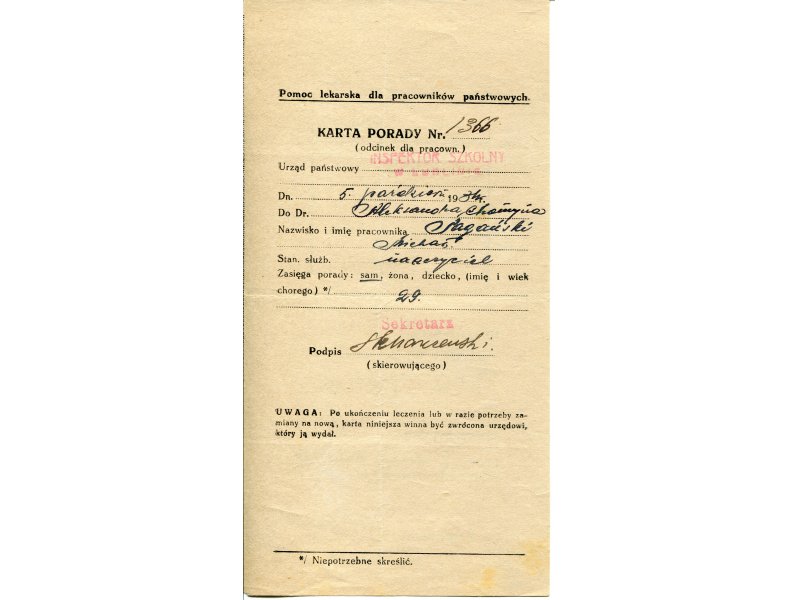 Pomoc lekarska dla pracowników państwowych.
KARTA PORADY Nr. 1366
(odcinek dla pracown.)
INSPEKTOR SZKOLNY
Urząd państwowy
w
Dn. 5. paździer. 1934r.
Do Dr. Aleksandra
Nazwisko i imię pracownika Żagański
Michał
Stan. służb. nauczyciel
Zasięga porady: sam, żona, dziecko, (imię i wiek
chorego) */ 29.
Sekretarz
Podpis
(skierowującego)
UWAGA: Po ukończeniu leczenia lub w razie potrzeby za-
miany na nową, karta niniejsza winna być zwrócona urzędowi,
który ją wydał.
*/ Niepotrzebne skreślić.